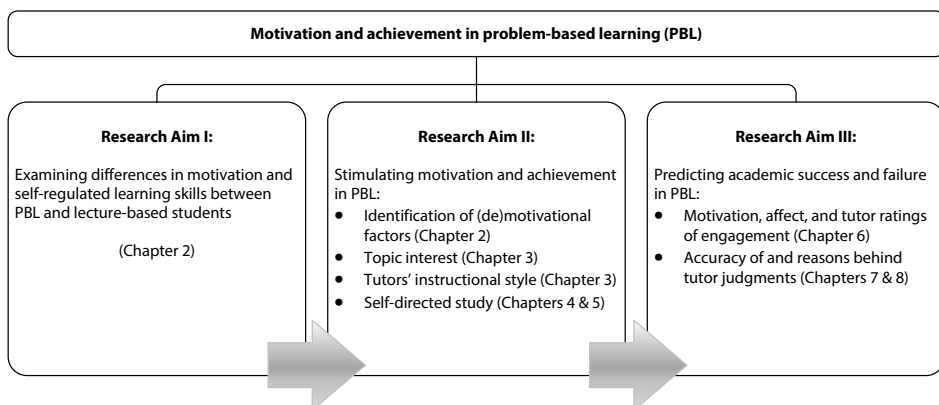 Motivation and achievement in problem-based learning (PBL)
Research Aim I:
Examining differences in motivation and
self-regulated learning skills between
PBL and lecture-based students
(Chapter 2)
Research Aim II:
Stimulating motivation and achievement
in PBL:
● Identification of (de)motivational
factors (Chapter 2)
● Topic interest (Chapter 3)
● Tutors’ instructional style (Chapter 3)
● Self-directed study (Chapters 4 & 5)
Research Aim III:
Predicting academic success and failure
in PBL:
● Motivation, affect, and tutor ratings
of engagement (Chapter 6)
● Accuracy of and reasons behind
tutor judgments (Chapters 7 & 8)